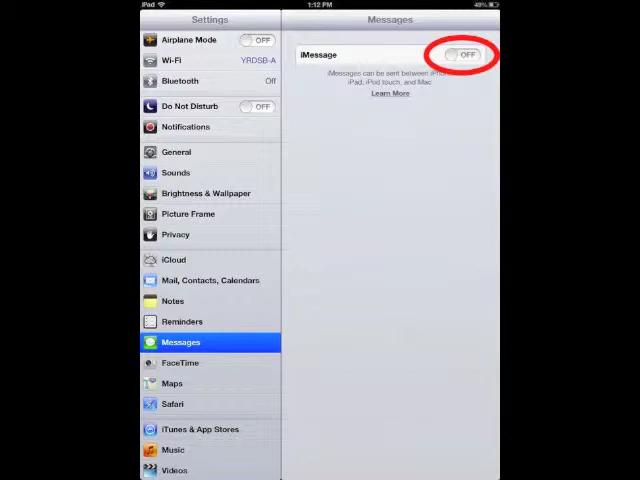 iPad 1:12 PM 48%
Settings
Messages
Airplane Mode OFF
Wi-Fi YRDSB-A
Bluetooth Off
Do Not Disturb OFF
Notifications
General
Sounds
Brightness & Wallpaper
Picture Frame
Privacy
iCloud
Mail, Contacts, Calendars
Notes
Reminders
Messages
FaceTime
Maps
Safari
iTunes & App Stores
Music
Videos
iMessage OFF
iMessages can be sent between
iPad, iPod touch, and Mac
Learn More